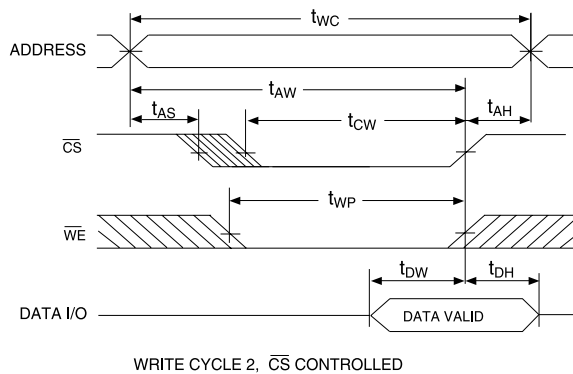 tWC
ADDRESS
tAW
tAS
tCW
tAH
CS
tWP
WE
tDW
tDH
DATA I/O
DATA VALID
WRITE CYCLE 2, CS CONTROLLED